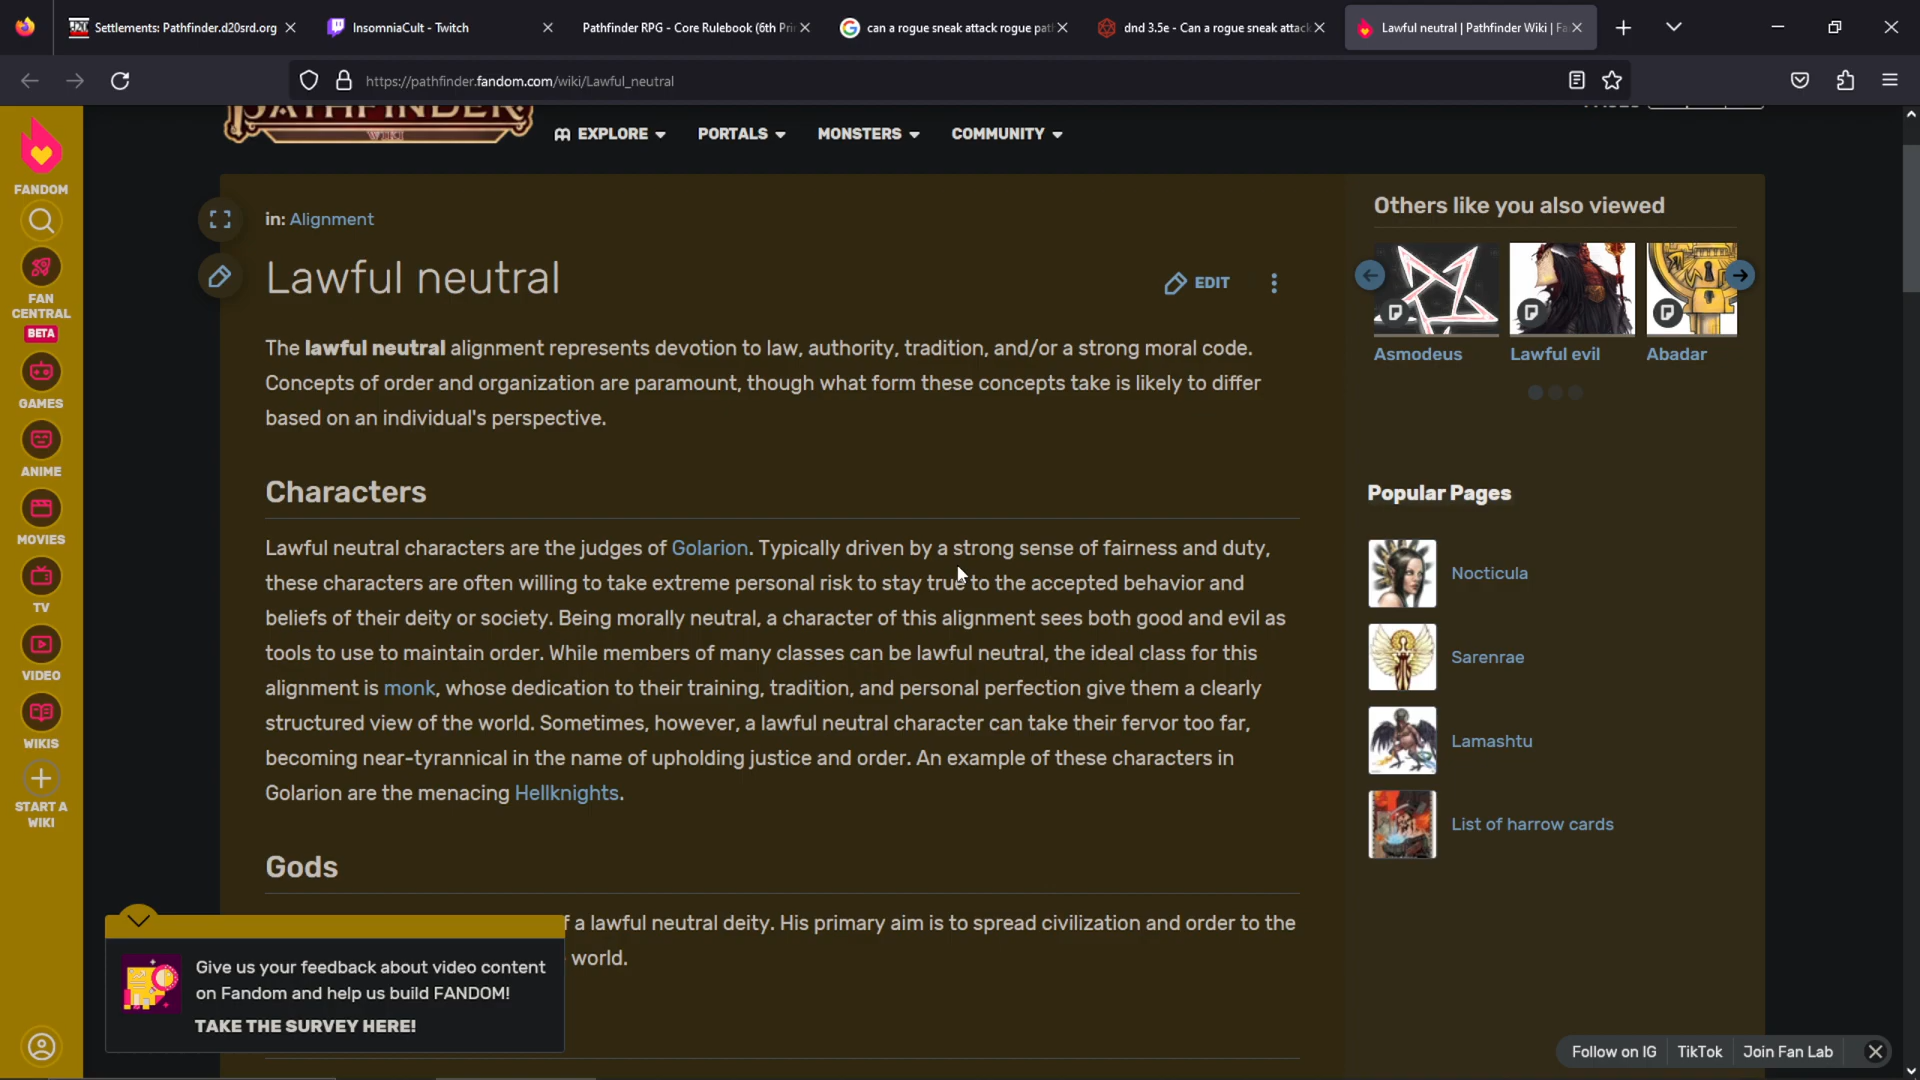 Settlements: Pathfinder.d20srd.org
InsomniaCult - Twitch
Pathfinder RPG - Core Rulebook (6th Pri
can a rogue sneak attack rogue pat
dnd 3.5e - Can a rogue sneak attack
Lawful neutral | Pathfinder Wiki | Fa
https://pathfinder.fandom.com/wiki/Lawful_neutral
PATHFINDER
WIKI
EXPLORE
PORTALS
MONSTERS
COMMUNITY
PAGES
FANDOM
FAN
CENTRAL
BETA
GAMES
ANIME
MOVIES
TV
VIDEO
WIKIS
START A
WIKI
in: Alignment
Lawful neutral
EDIT
The lawful neutral alignment represents devotion to law, authority, tradition, and/or a strong moral code.
Concepts of order and organization are paramount, though what form these concepts take is likely to differ
based on an individual's perspective.
Characters
Lawful neutral characters are the judges of Golarion. Typically driven by a strong sense of fairness and duty,
these characters are often willing to take extreme personal risk to stay true to the accepted behavior and
beliefs of their deity or society. Being morally neutral, a character of this alignment sees both good and evil as
tools to use to maintain order. While members of many classes can be lawful neutral, the ideal class for this
alignment is monk, whose dedication to their training, tradition, and personal perfection give them a clearly
structured view of the world. Sometimes, however, a lawful neutral character can take their fervor too far,
becoming near-tyrannical in the name of upholding justice and order. An example of these characters in
Golarion are the menacing Hellknights.
Gods
f a lawful neutral deity. His primary aim is to spread civilization and order to the
world.
Give us your feedback about video content
on Fandom and help us build FANDOM!
TAKE THE SURVEY HERE!
Others like you also viewed
Asmodeus
Lawful evil
Abadar
Popular Pages
Nocticula
Sarenrae
Lamashtu
List of harrow cards
Follow on IG
TikTok
Join Fan Lab